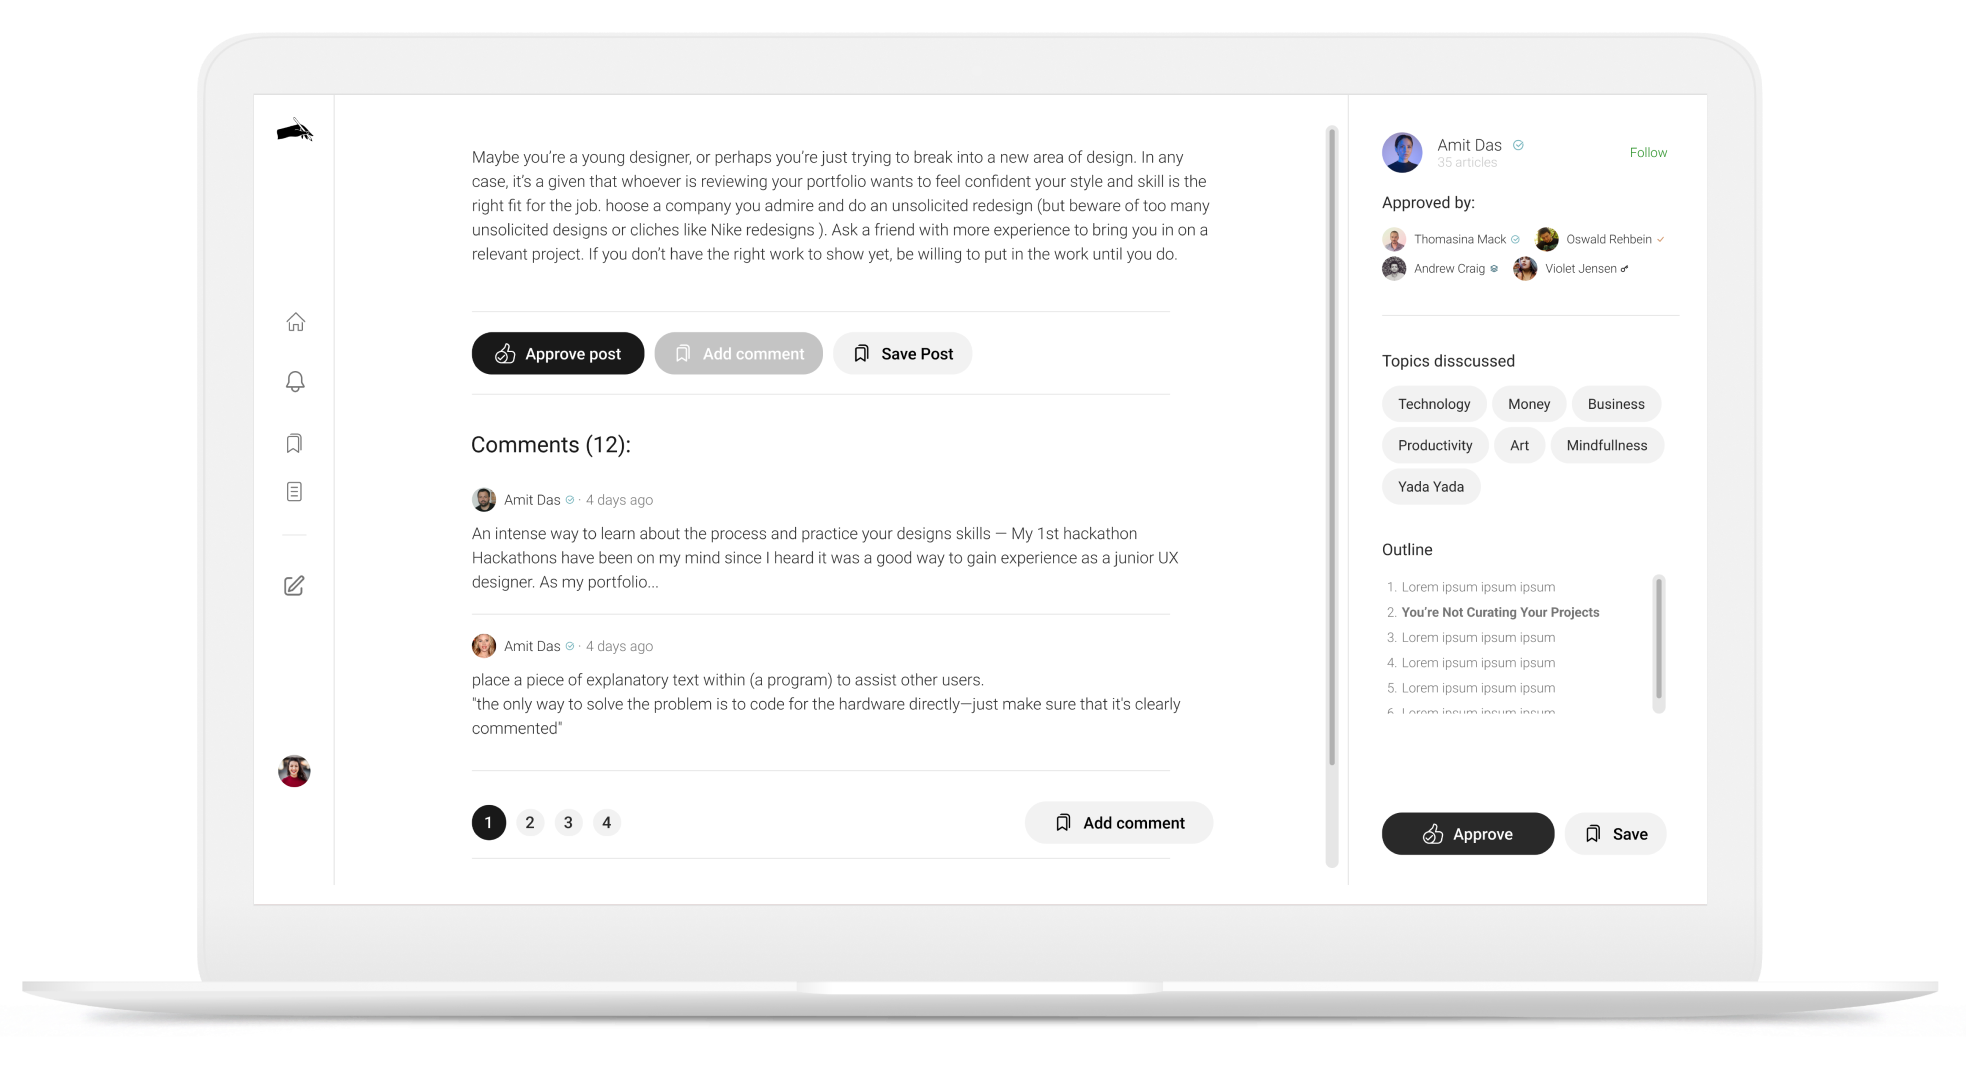 Maybe you’re a young designer, or perhaps you’re just trying to break into a new area of design. In any
case, it’s a given that whoever is reviewing your portfolio wants to feel confident your style and skill is the
right fit for the job. hoose a company you admire and do an unsolicited redesign (but beware of too many
unsolicited designs or cliches like Nike redesigns ). Ask a friend with more experience to bring you in on a
relevant project. If you don’t have the right work to show yet, be willing to put in the work until you do.
Approve post
Add comment
Save Post
Comments (12):
Amit Das · 4 days ago
An intense way to learn about the process and practice your designs skills — My 1st hackathon
Hackathons have been on my mind since I heard it was a good way to gain experience as a junior UX
designer. As my portfolio...
Amit Das · 4 days ago
place a piece of explanatory text within (a program) to assist other users.
"the only way to solve the problem is to code for the hardware directly—just make sure that it's clearly
commented"
1 2 3 4
Add comment
Amit Das
35 articles
Follow
Approved by:
Thomasina Mack Oswald Rehbein
Andrew Craig Violet Jensen
Topics disscussed
Technology Money Business
Productivity Art Mindfullness
Yada Yada
Outline
1. Lorem ipsum ipsum ipsum
2. You’re Not Curating Your Projects
3. Lorem ipsum ipsum ipsum
4. Lorem ipsum ipsum ipsum
5. Lorem ipsum ipsum ipsum
6. Lorem ipsum ipsum ipsum
Approve
Save